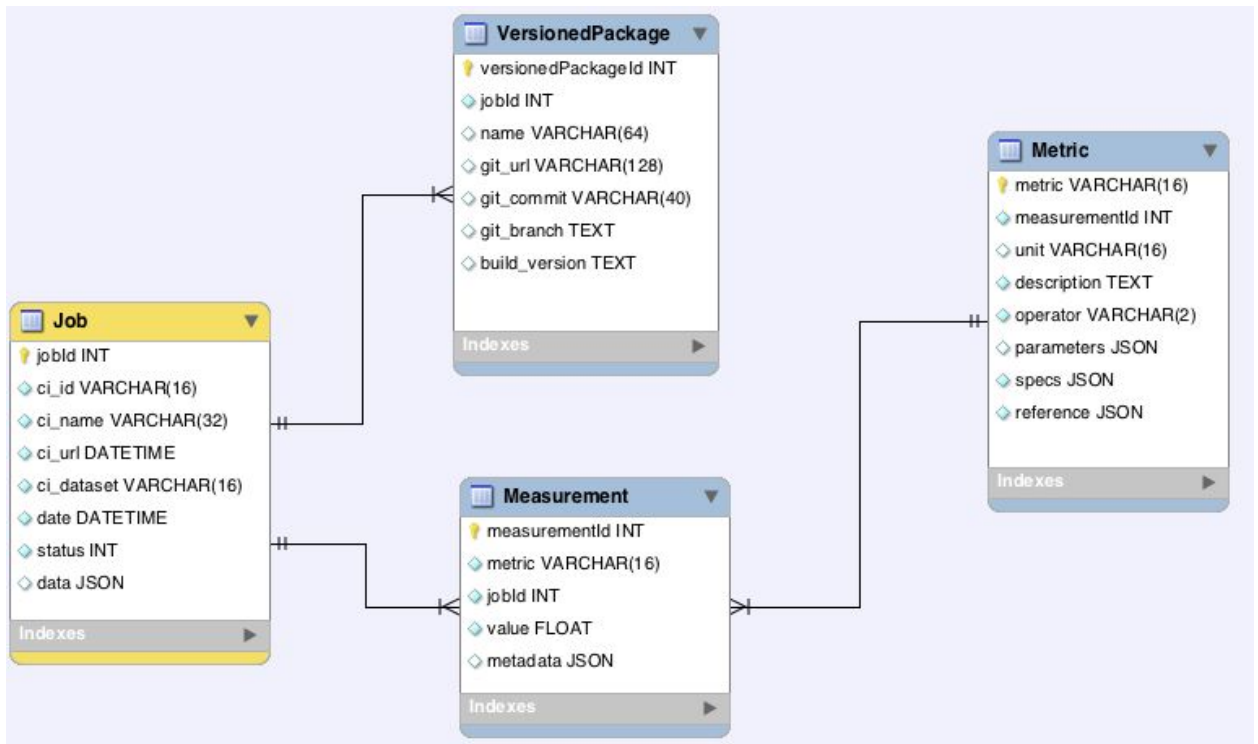 VersionedPackage
versionedPackageId INT
jobId INT
name VARCHAR(64)
git_url VARCHAR(128)
git_commit VARCHAR(40)
git_branch TEXT
build_version TEXT
Indexes
Metric
metric VARCHAR(16)
measurementId INT
unit VARCHAR(16)
description TEXT
operator VARCHAR(2)
parameters JSON
specs JSON
reference JSON
Indexes
Job
jobId INT
ci_id VARCHAR(16)
ci_name VARCHAR(32)
ci_url DATETIME
ci_dataset VARCHAR(16)
date DATETIME
status INT
data JSON
Indexes
Measurement
measurementId INT
metric VARCHAR(16)
jobId INT
value FLOAT
metadata JSON
Indexes